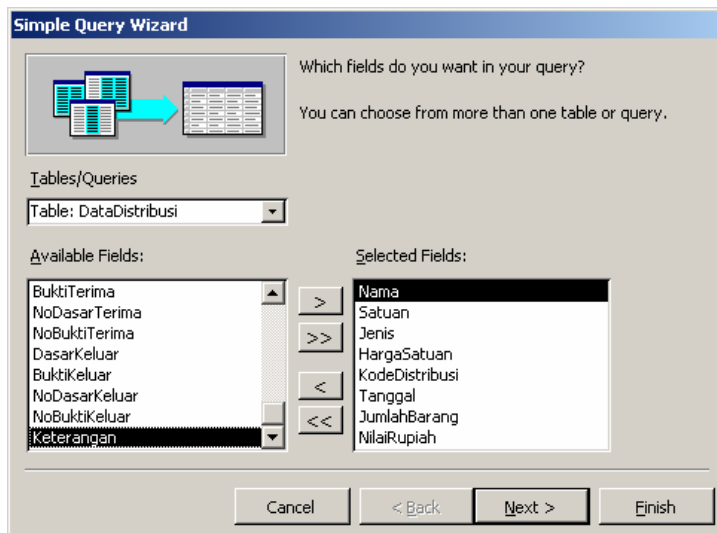 Simple Query Wizard
Which fields do you want in your query?
You can choose from more than one table or query.
Tables/Queries
Table: DataDistribusi
Available Fields:
BuktiTerima
NoDasarTerima
NoBuktiTerima
DasarKeluar
BuktiKeluar
NoDasarKeluar
NoBuktiKeluar
Keterangan
>
>>
<
<<
Selected Fields:
Nama
Satuan
Jenis
HargaSatuan
KodeDistribusi
Tanggal
JumlahBarang
NilaiRupiah
Cancel
< Back
Next >
Finish